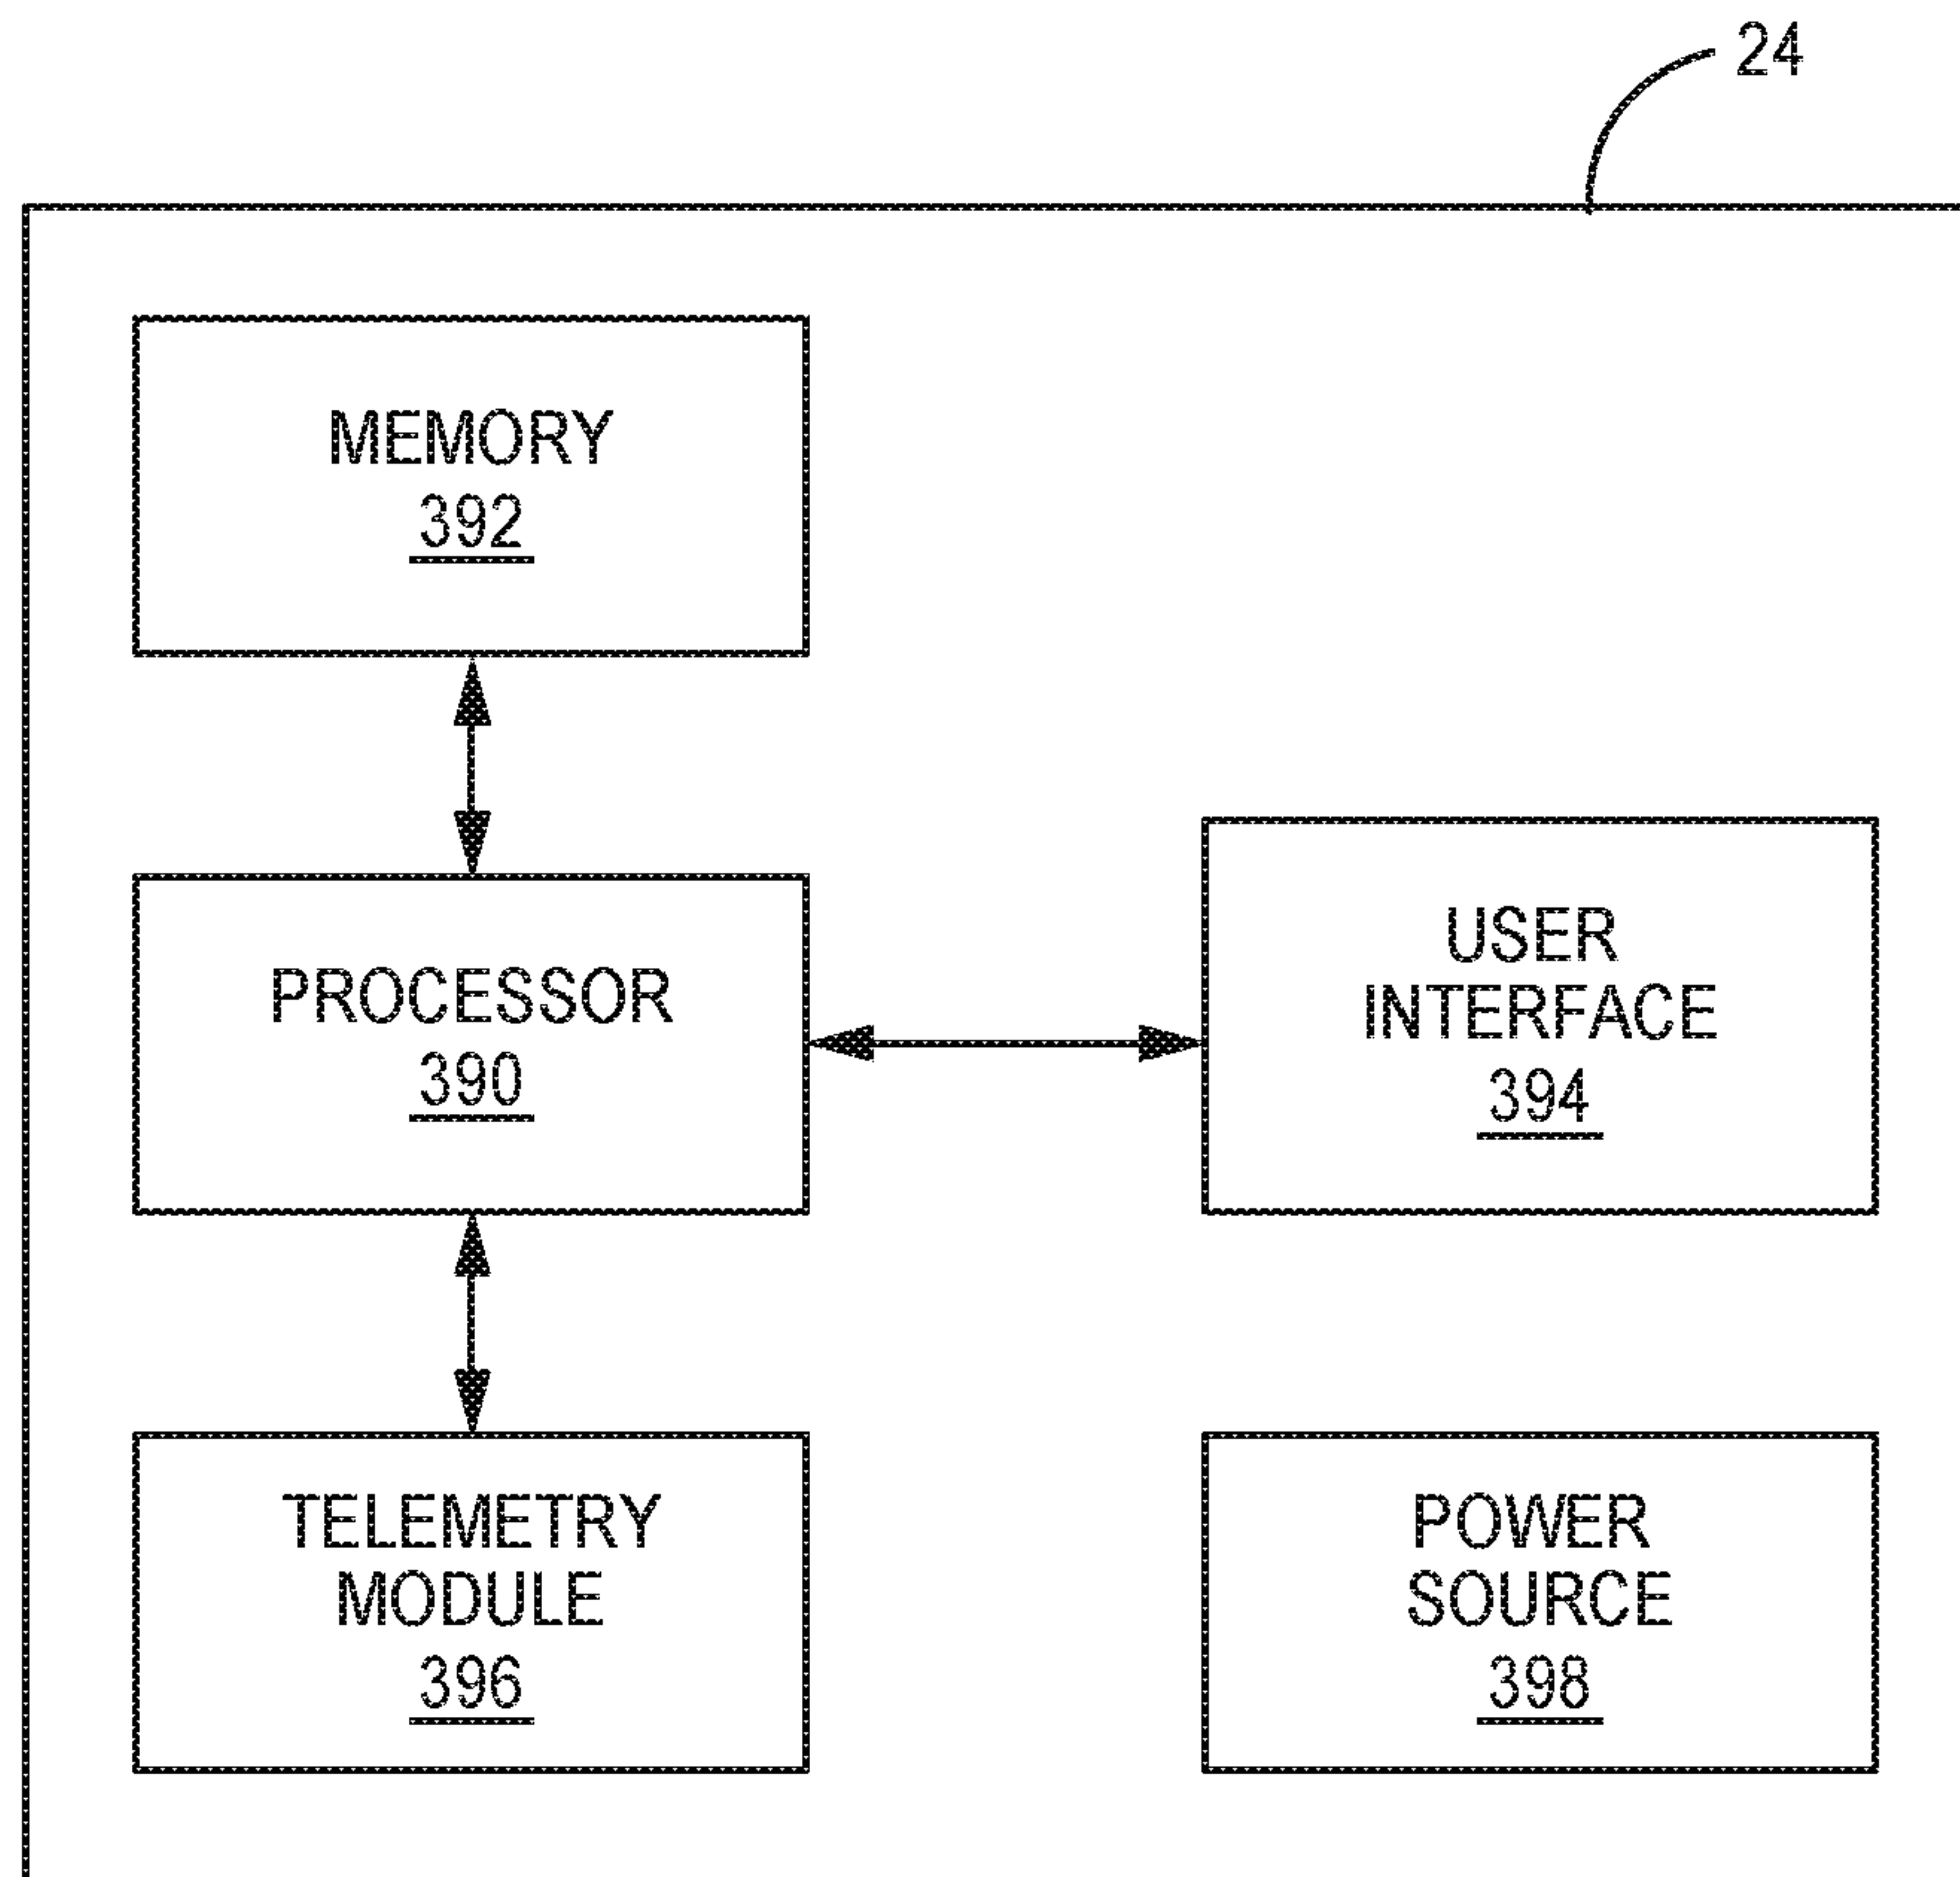 24
MEMORY
392
PROCESSOR
390
USER
INTERFACE
394
TELEMETRY
MODULE
396
POWER
SOURCE
398